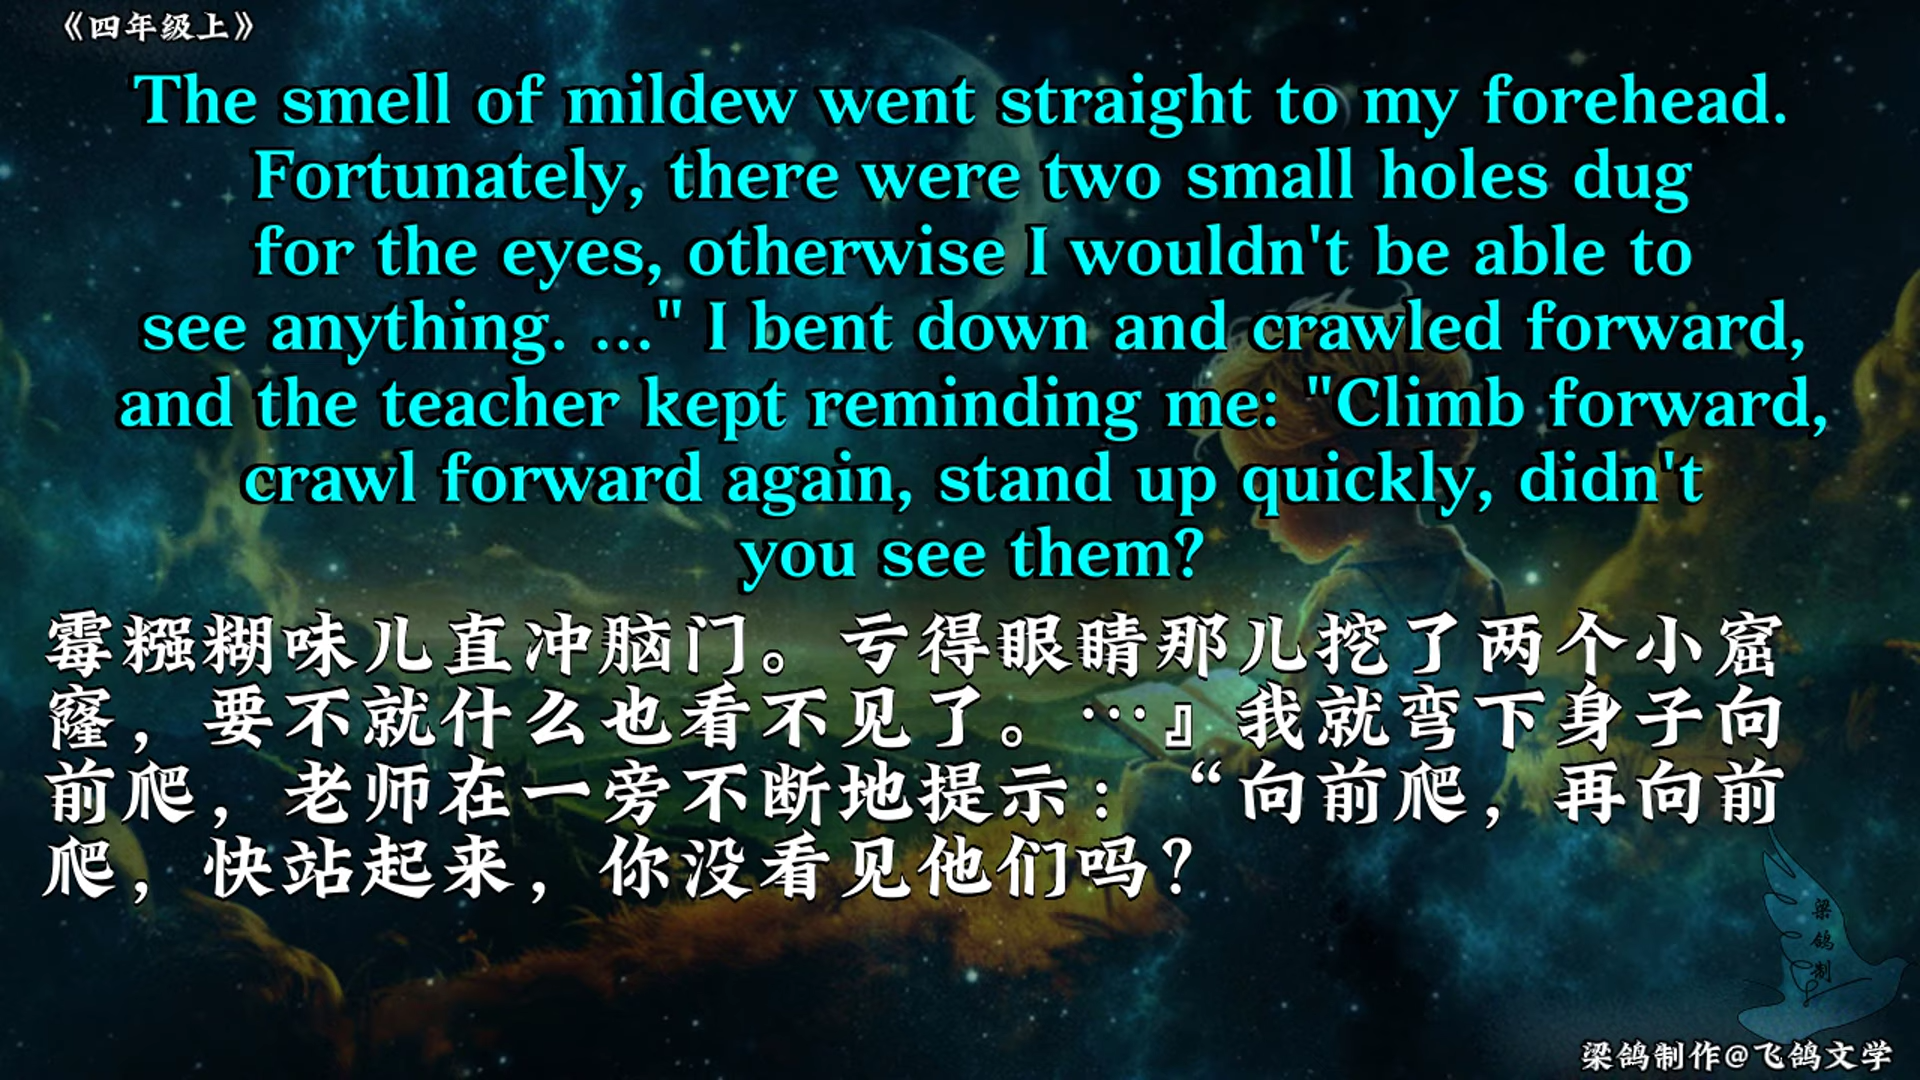 《四年级上》
The smell of mildew went straight to my forehead.
Fortunately, there were two small holes dug
for the eyes, otherwise I wouldn't be able to
see anything. ..." I bent down and crawled forward,
and the teacher kept reminding me: "Climb forward,
crawl forward again, stand up quickly, didn't
you see them?
霉糨糊味儿直冲脑门。亏得眼睛那儿挖了两个小窟
窿，要不就什么也看不见了。…』我就弯下身子向
前爬，老师在一旁不断地提示：“向前爬，再向前
爬，快站起来，你没看见他们吗？
梁
鸽
制
梁鸽制作@飞鸽文学